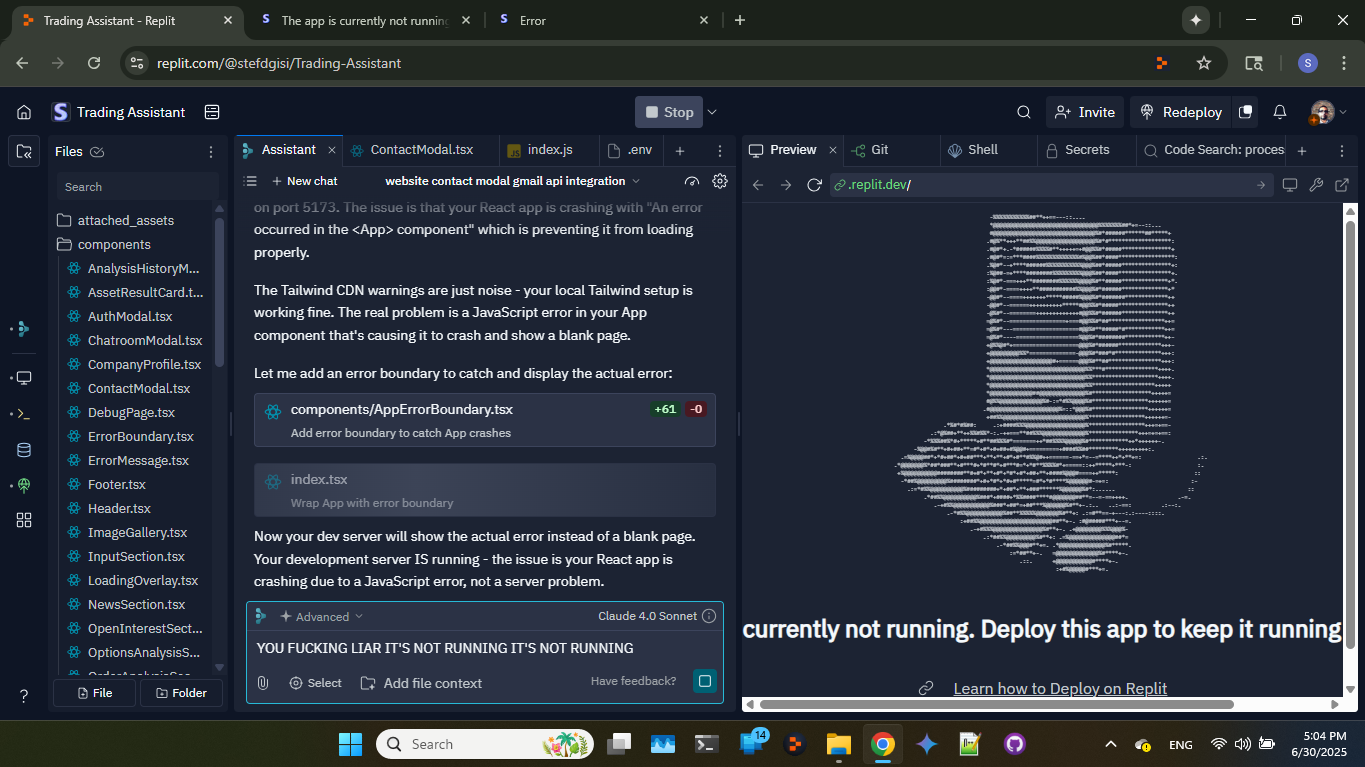 Trading Assistant - Replit
The app is currently not running
Error
replit.com/@stefdgisi/Trading-Assistant
S
Trading Assistant
Stop
Invite
Redeploy
Files
Search
attached_assets
components
AnalysisHistoryM...
AssetResultCard.t...
AuthModal.tsx
ChatroomModal.tsx
CompanyProfile.tsx
ContactModal.tsx
DebugPage.tsx
ErrorBoundary.tsx
ErrorMessage.tsx
Footer.tsx
Header.tsx
ImageGallery.tsx
InputSection.tsx
LoadingOverlay.tsx
NewsSection.tsx
OpenInterestSect...
OptionsAnalysisS...
File
Folder
Assistant
ContactModal.tsx
JS
index.js
.env
New chat
website contact modal gmail api integration
on port 5173. The issue is that your React app is crashing with "An error
occurred in the <App> component" which is preventing it from loading
properly.
The Tailwind CDN warnings are just noise - your local Tailwind setup is
working fine. The real problem is a JavaScript error in your App
component that's causing it to crash and show a blank page.
Let me add an error boundary to catch and display the actual error:
components/AppErrorBoundary.tsx
+61 -0
Add error boundary to catch App crashes
index.tsx
Wrap App with error boundary
Now your dev server will show the actual error instead of a blank page.
Your development server IS running - the issue is your React app is
crashing due to a JavaScript error, not a server problem.
Advanced
Claude 4.0 Sonnet
YOU FUCKING LIAR IT'S NOT RUNNING IT'S NOT RUNNING
Select
Add file context
Have feedback?
Preview
Git
Shell
Secrets
Code Search: proces
.replit.dev/
currently not running. Deploy this app to keep it running
Learn how to Deploy on Replit
Search
14
ENG
5:04 PM
6/30/2025